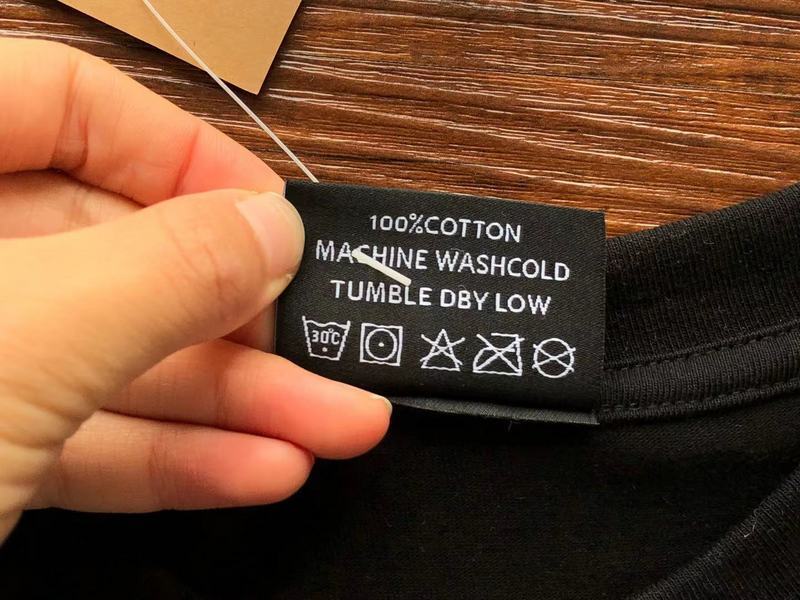 100%COTTON
MACHINE WASHCOLD
TUMBLE DBY LOW
30°C